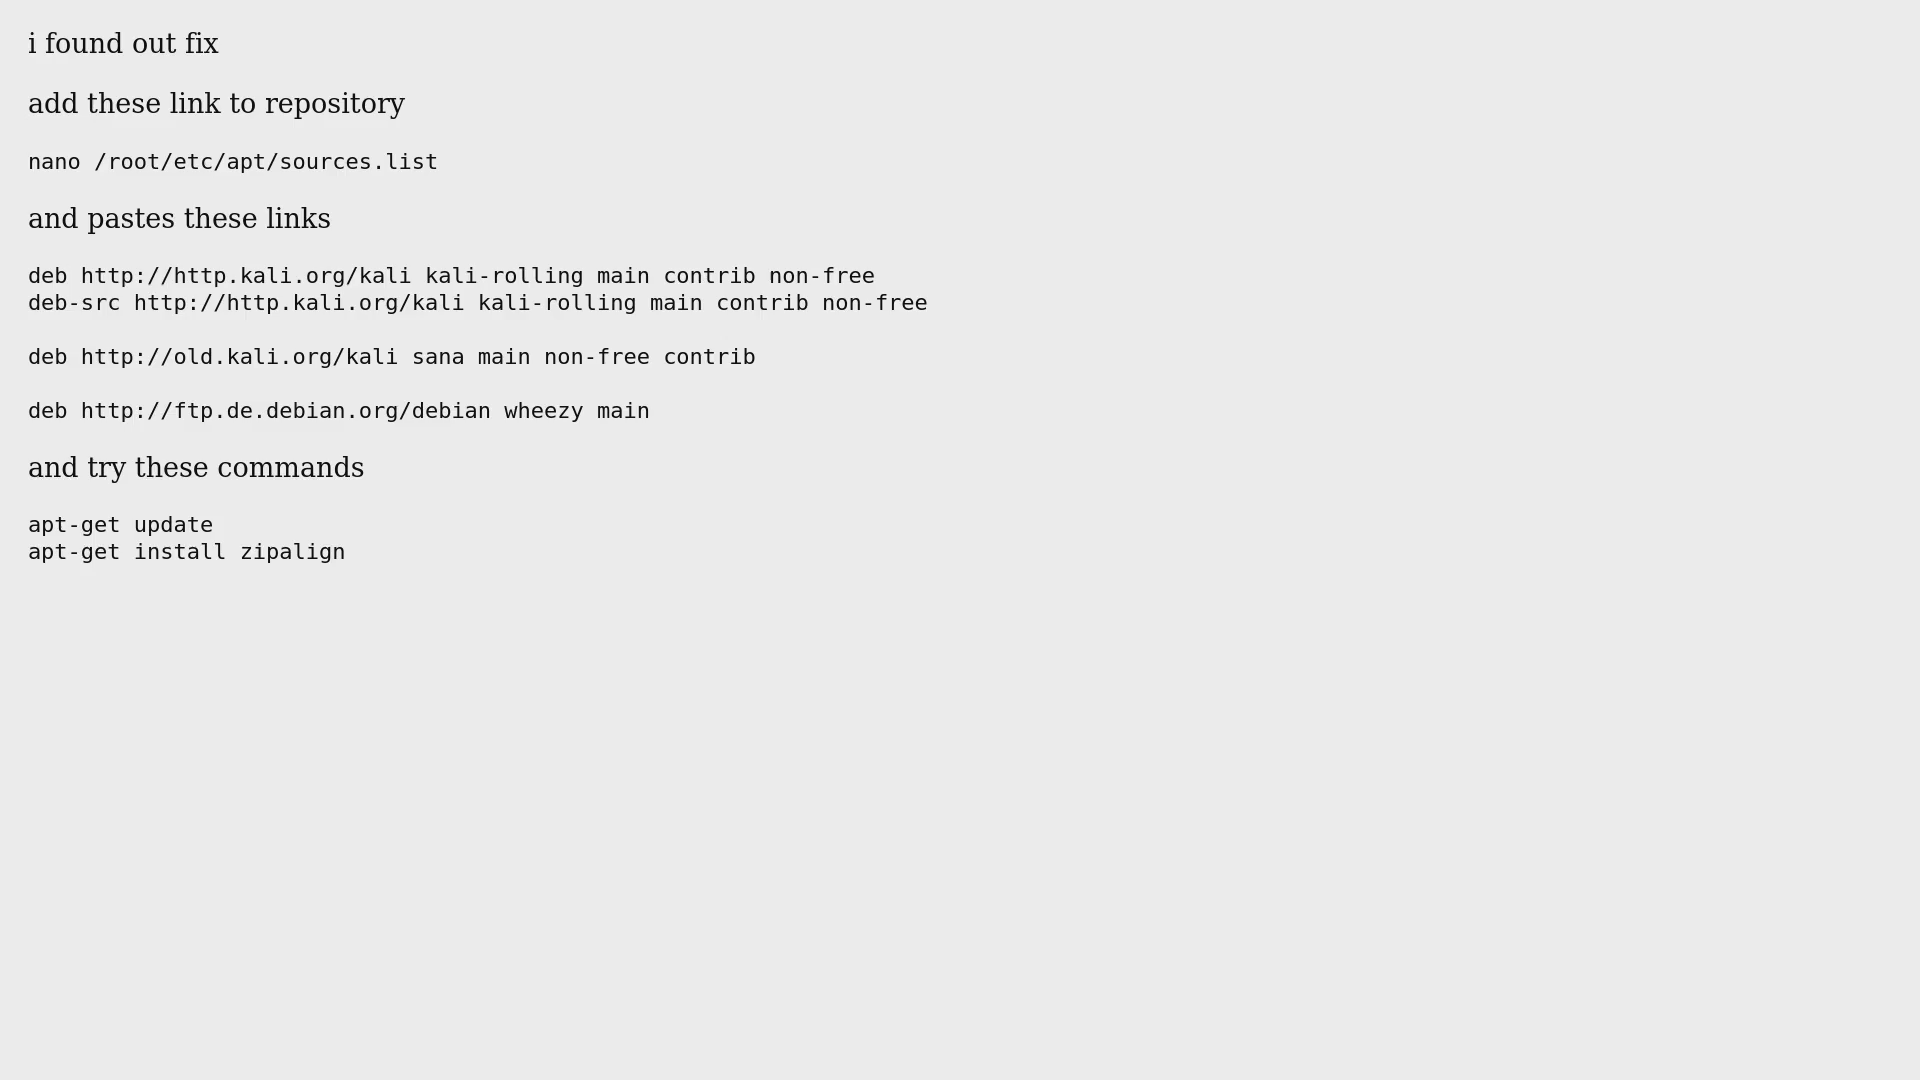 i found out fix
add these link to repository
nano /root/etc/apt/sources.list
and pastes these links
deb http://http.kali.org/kali kali-rolling main contrib non-free
deb-src http://http.kali.org/kali kali-rolling main contrib non-free
deb http://old.kali.org/kali sana main non-free contrib
deb http://ftp.de.debian.org/debian wheezy main
and try these commands
apt-get update
apt-get install zipalign